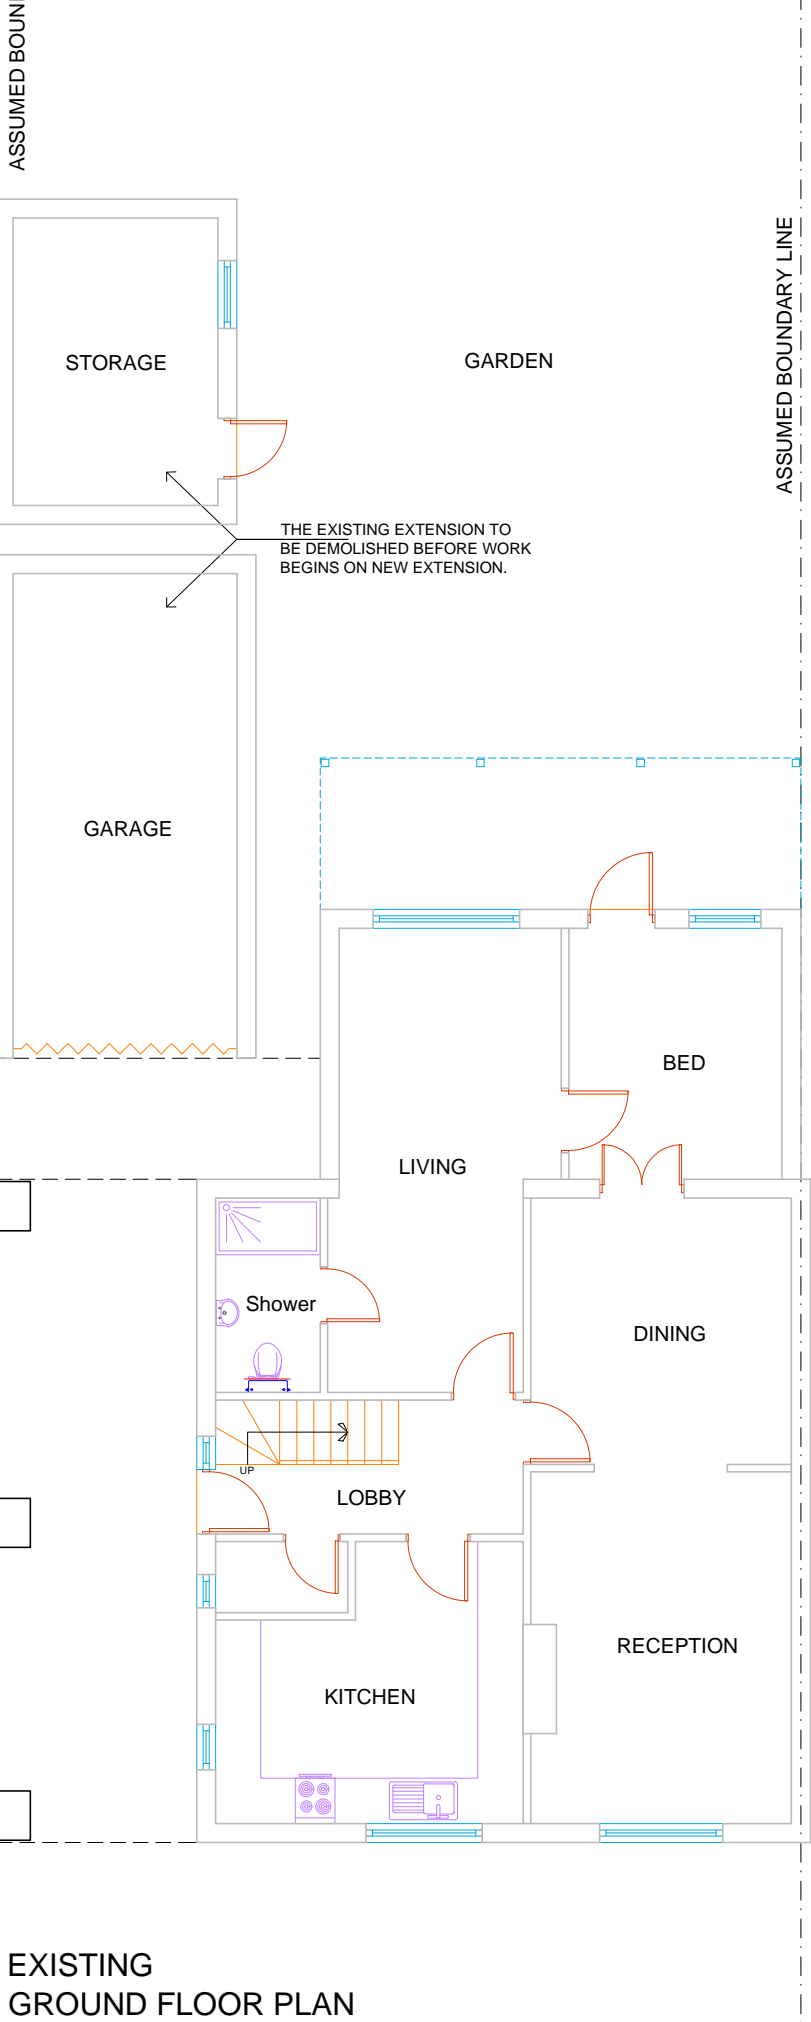 ASSUMED BOUN
ASSUMED BOUNDARY LINE
STORAGE
GARDEN
THE EXISTING EXTENSION TO
BE DEMOLISHED BEFORE WORK
BEGINS ON NEW EXTENSION.
GARAGE
BED
LIVING
Shower
DINING
UP
LOBBY
RECEPTION
KITCHEN
EXISTING
GROUND FLOOR PLAN